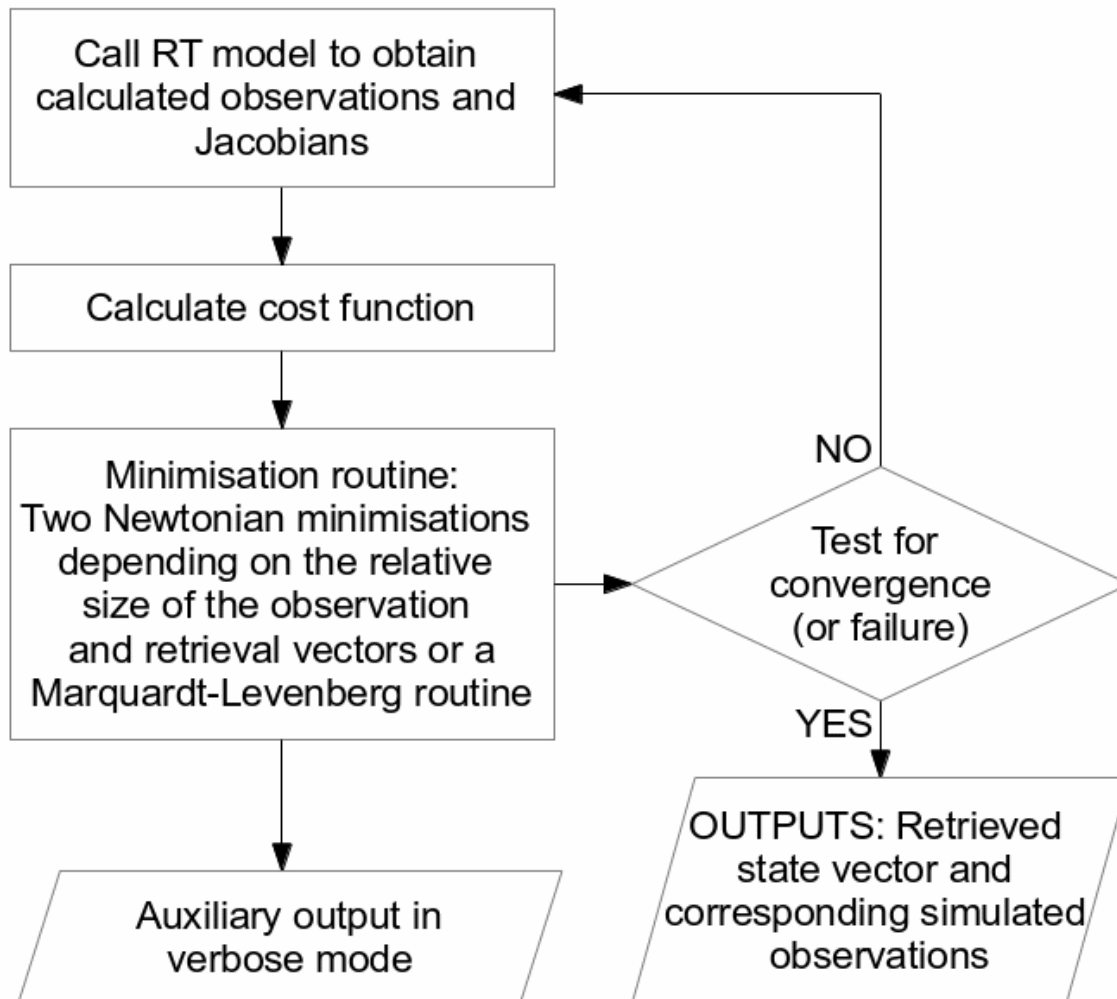 Call RT model to obtain
calculated observations and
Jacobians
Calculate cost function
Minimisation routine:
Two Newtonian minimisations
depending on the relative
size of the observation
and retrieval vectors or a
Marquardt-Levenberg routine
NO
Test for
convergence
(or failure)
YES
Auxiliary output in
verbose mode
OUTPUTS: Retrieved
state vector and
corresponding simulated
observations